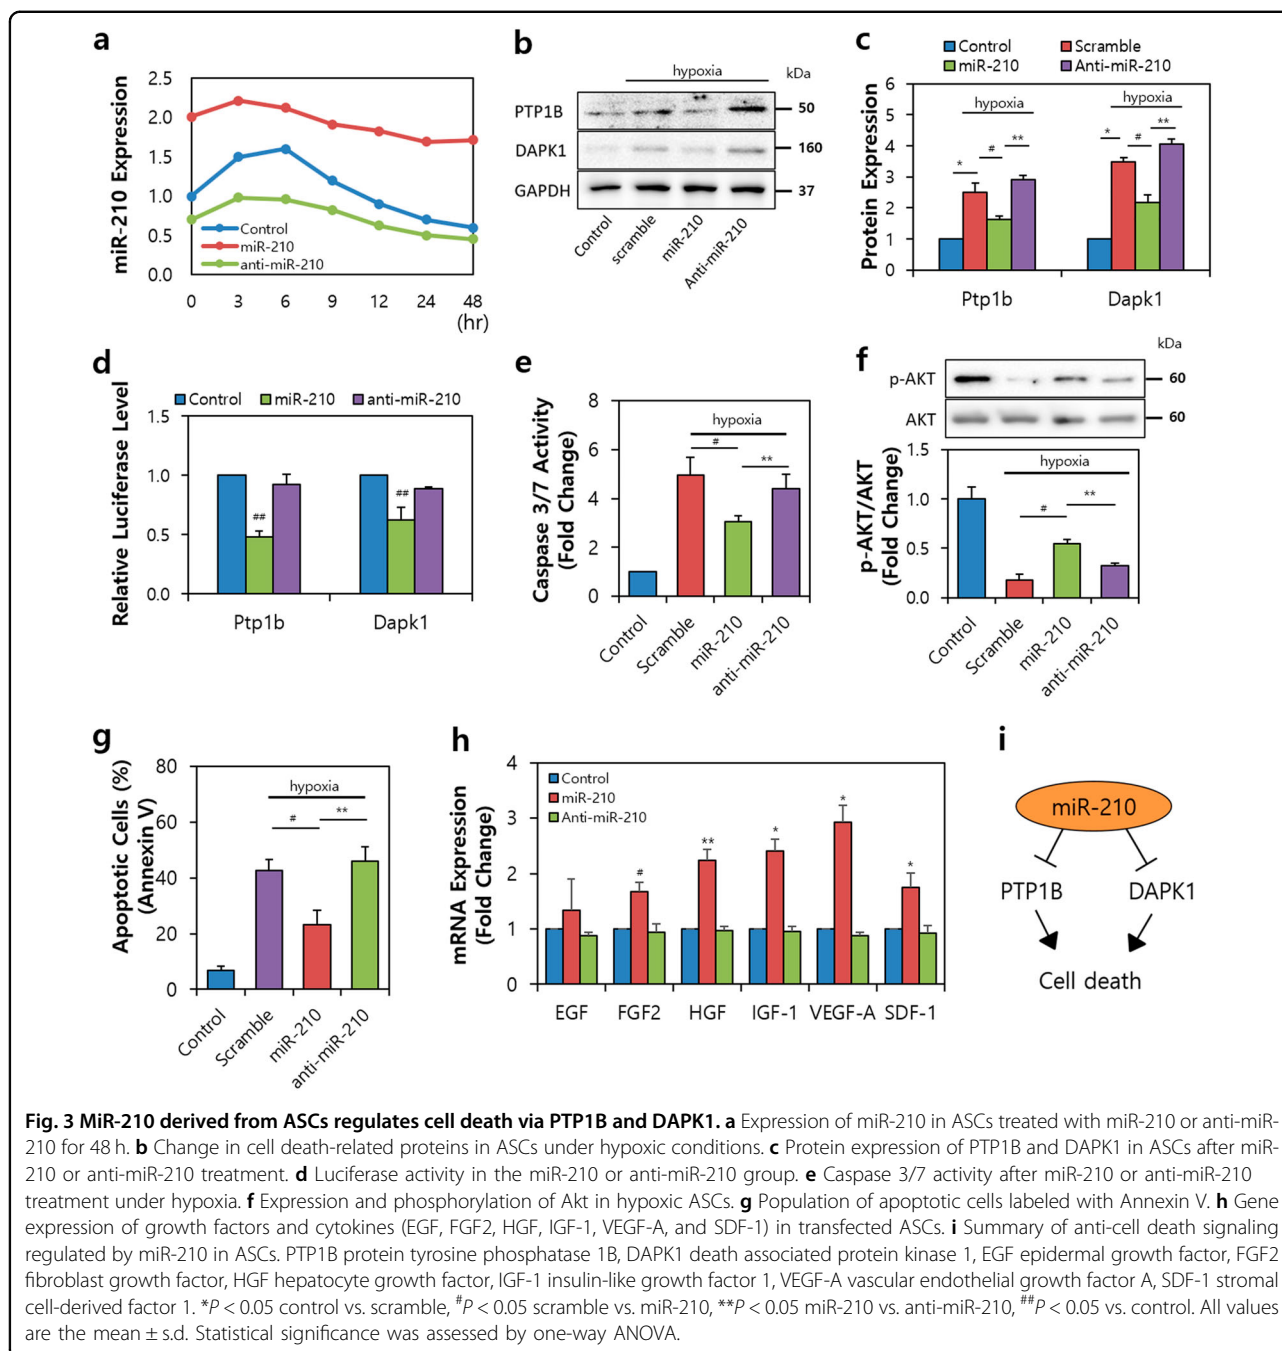 a
miR-210 Expression
2.5
2.0
1.5
1.0
0.5
0.0
Control
miR-210
anti-miR-210
0 3 6 9 12 24 48
(hr)
b
hypoxia
kDa
PTP1B
50
DAPK1
160
GAPDH
37
Control
scramble
miR-210
Anti-miR-210
c
Control Scramble
miR-210 Anti-miR-210
Protein Expression
6
5
4
3
2
1
0
hypoxia
hypoxia
* # **
* # **
Ptp1b Dapk1
d
Control miR-210 anti-miR-210
Relative Luciferase Level
1.5
1.0
0.5
0.0
##
##
Ptp1b Dapk1
e
Caspase 3/7 Activity
(Fold Change)
8
6
4
2
0
hypoxia
#
**
Control
Scramble
miR-210
anti-miR-210
f
kDa
p-AKT
60
AKT
60
p-AKT/AKT
(Fold Change)
1.5
1.0
0.5
0.0
hypoxia
#
**
Control
Scramble
miR-210
anti-miR-210
g
Apoptotic Cells (%)
(Annexin V)
80
60
40
20
0
hypoxia
#
**
Control
Scramble
miR-210
anti-miR-210
h
mRNA Expression
(Fold Change)
4
3
2
1
0
Control
miR-210
Anti-miR-210
# ** * * *
EGF FGF2 HGF IGF-1 VEGF-A SDF-1
i
miR-210
PTP1B DAPK1
Cell death
Fig. 3 MiR-210 derived from ASCs regulates cell death via PTP1B and DAPK1. a Expression of miR-210 in ASCs treated with miR-210 or anti-miR-
210 for 48 h. b Change in cell death-related proteins in ASCs under hypoxic conditions. c Protein expression of PTP1B and DAPK1 in ASCs after miR-
210 or anti-miR-210 treatment. d Luciferase activity in the miR-210 or anti-miR-210 group. e Caspase 3/7 activity after miR-210 or anti-miR-210
treatment under hypoxia. f Expression and phosphorylation of Akt in hypoxic ASCs. g Population of apoptotic cells labeled with Annexin V. h Gene
expression of growth factors and cytokines (EGF, FGF2, HGF, IGF-1, VEGF-A, and SDF-1) in transfected ASCs. i Summary of anti-cell death signaling
regulated by miR-210 in ASCs. PTP1B protein tyrosine phosphatase 1B, DAPK1 death associated protein kinase 1, EGF epidermal growth factor, FGF2
fibroblast growth factor, HGF hepatocyte growth factor, IGF-1 insulin-like growth factor 1, VEGF-A vascular endothelial growth factor A, SDF-1 stromal
cell-derived factor 1. *P < 0.05 control vs. scramble, #P < 0.05 scramble vs. miR-210, **P < 0.05 miR-210 vs. anti-miR-210, ##P < 0.05 vs. control. All values
are the mean ± s.d. Statistical significance was assessed by one-way ANOVA.